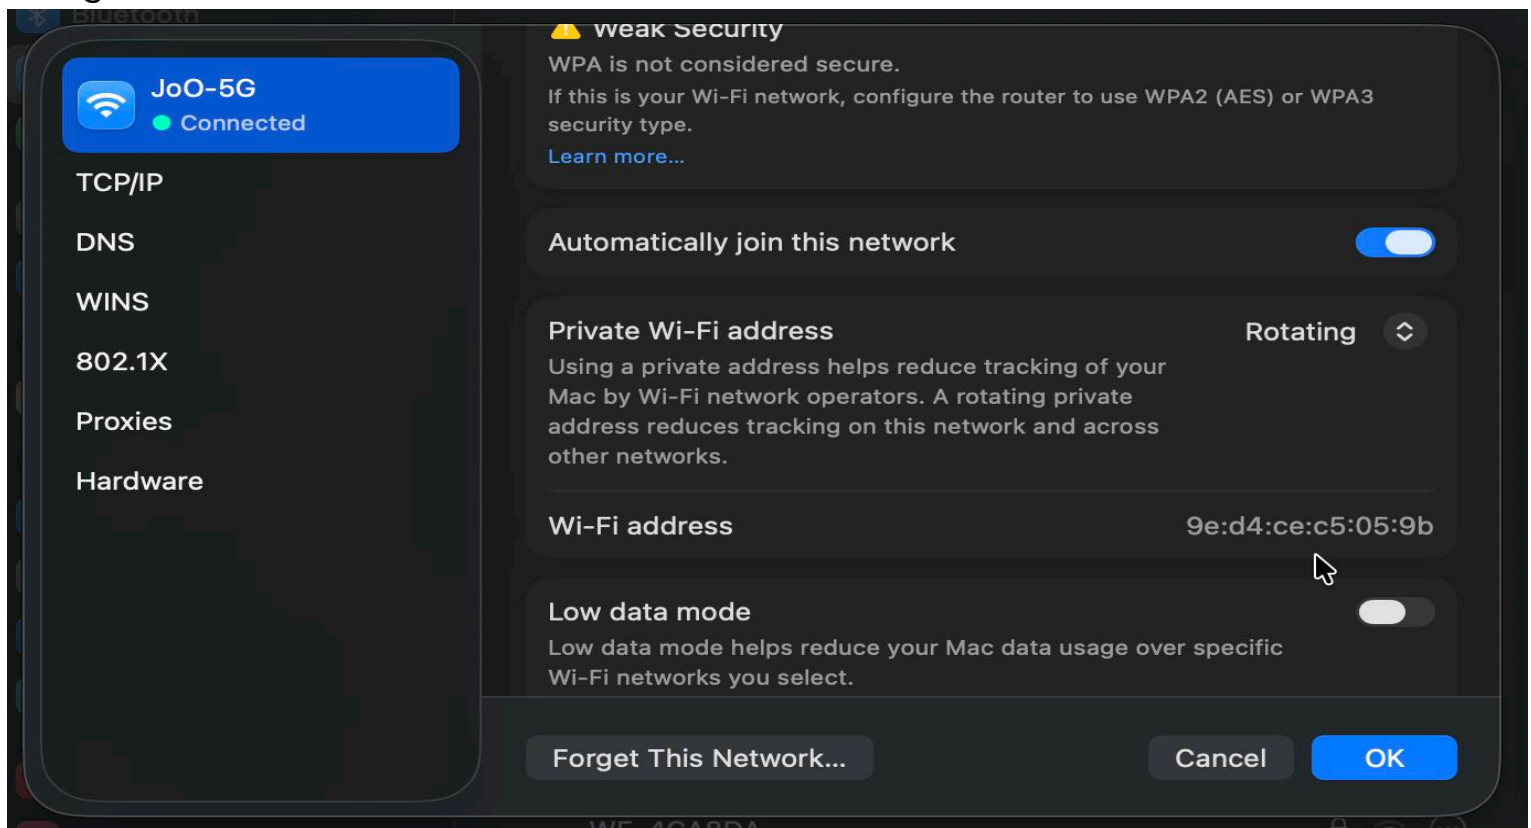 Bluetooth
Weak Security
WPA is not considered secure.
If this is your Wi-Fi network, configure the router to use WPA2 (AES) or WPA3
security type.
Learn more...
JoO-5G
Connected
TCP/IP
DNS
WINS
802.1X
Proxies
Hardware
Automatically join this network
Private Wi-Fi address
Rotating
Using a private address helps reduce tracking of your
Mac by Wi-Fi network operators. A rotating private
address reduces tracking on this network and across
other networks.
Wi-Fi address
9e:d4:ce:c5:05:9b
Low data mode
Low data mode helps reduce your Mac data usage over specific
Wi-Fi networks you select.
Forget This Network...
Cancel
OK